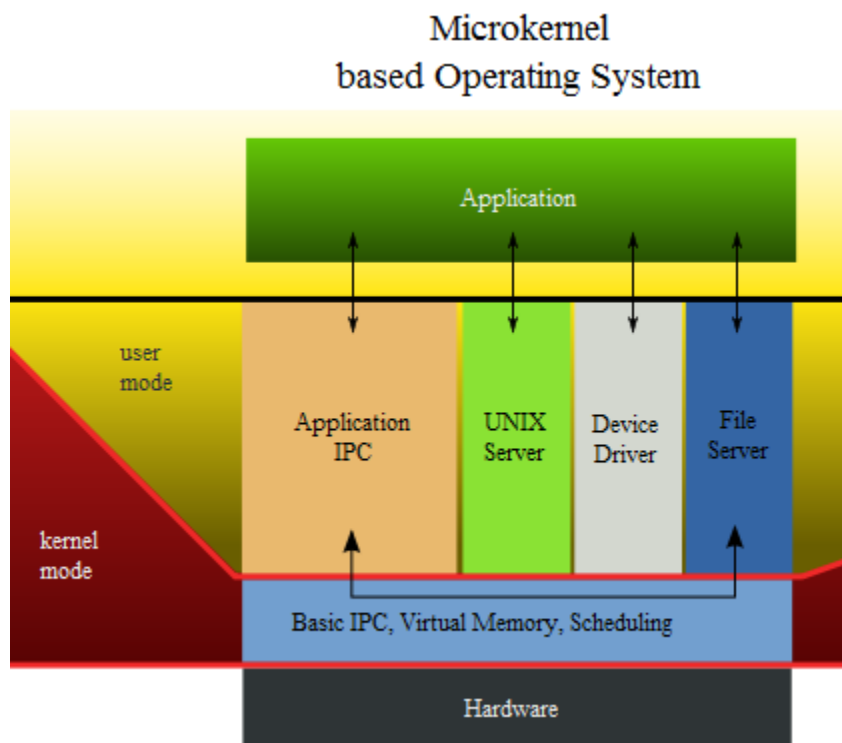 Microkernel
based Operating System
Application
user
mode
Application
IPC
UNIX
Server
Device
Driver
File
Server
kernel
mode
Basic IPC, Virtual Memory, Scheduling
Hardware